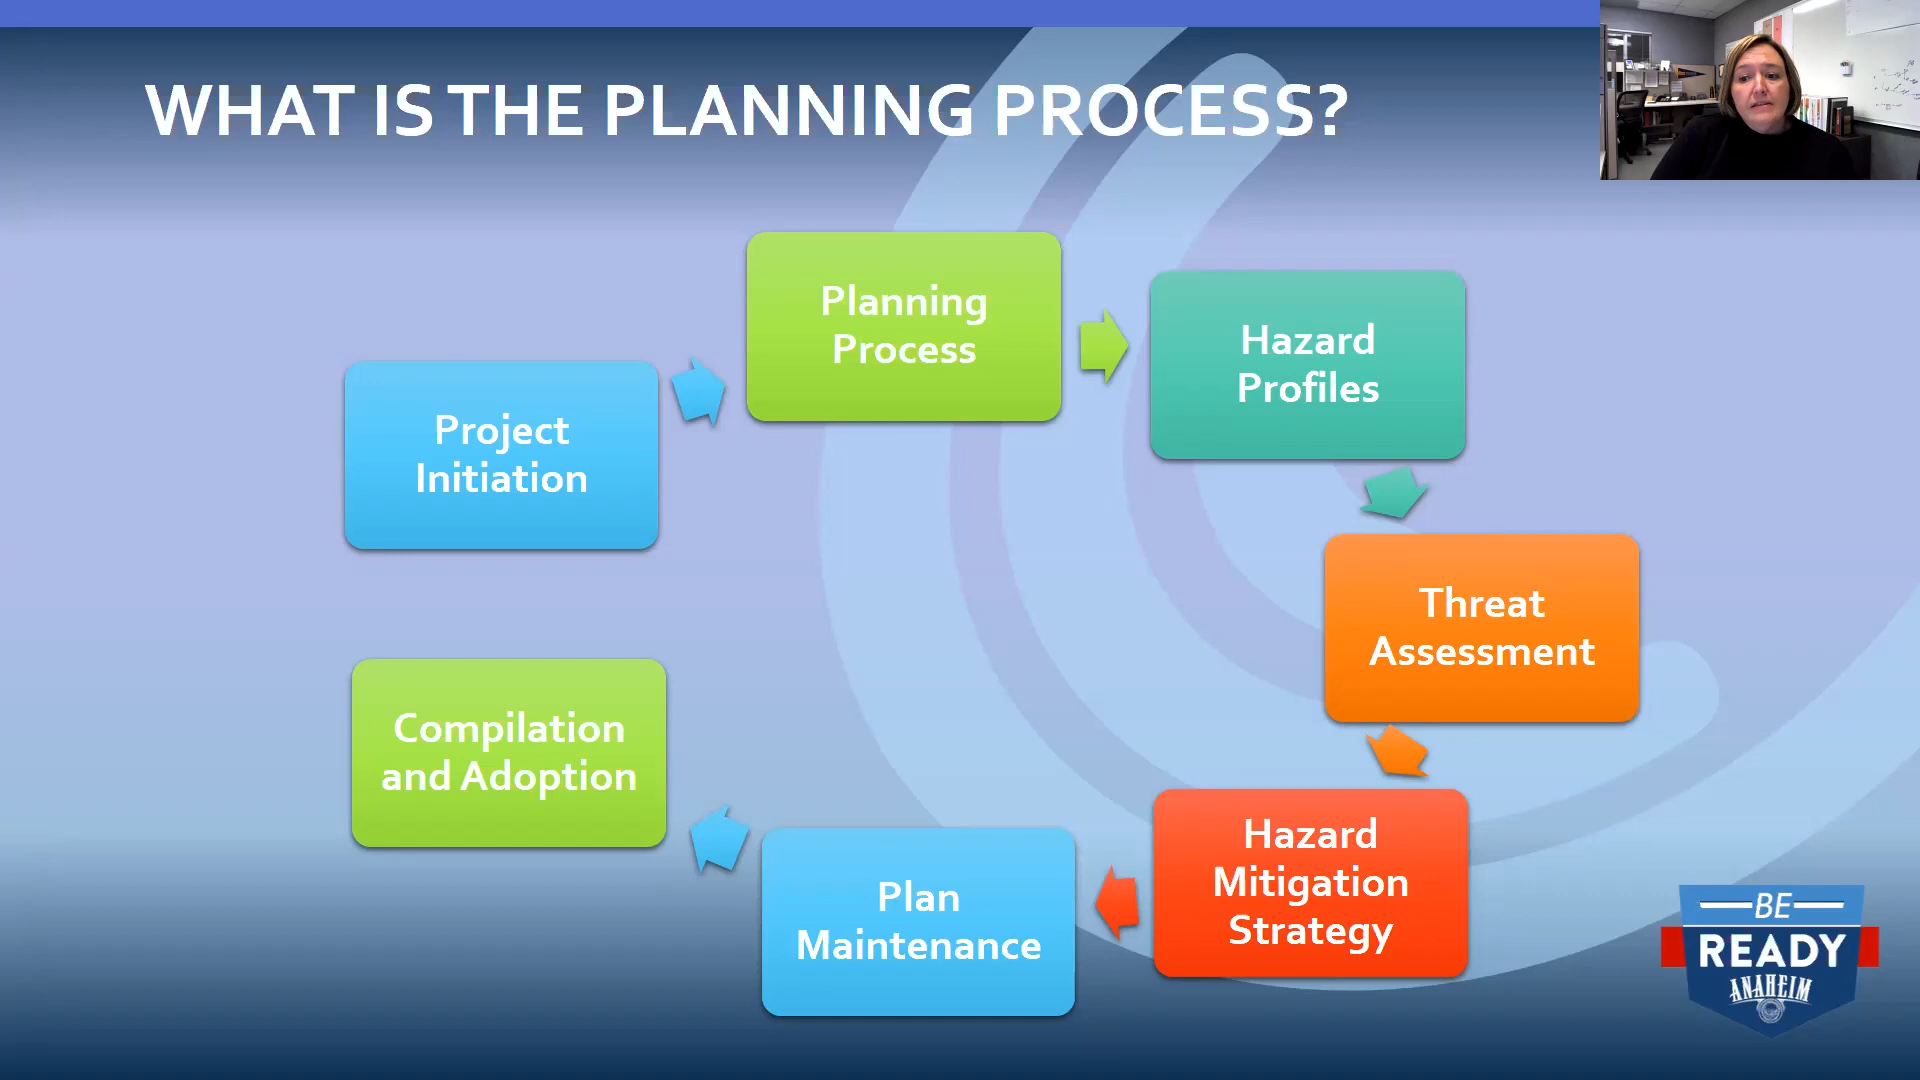 WHAT IS THE PLANNING PROCESS?
Project
Initiation
Planning
Process
Hazard
Profiles
Threat
Assessment
Hazard
Mitigation
Strategy
Plan
Maintenance
Compilation
and Adoption
BE
READY
ANAHEIM